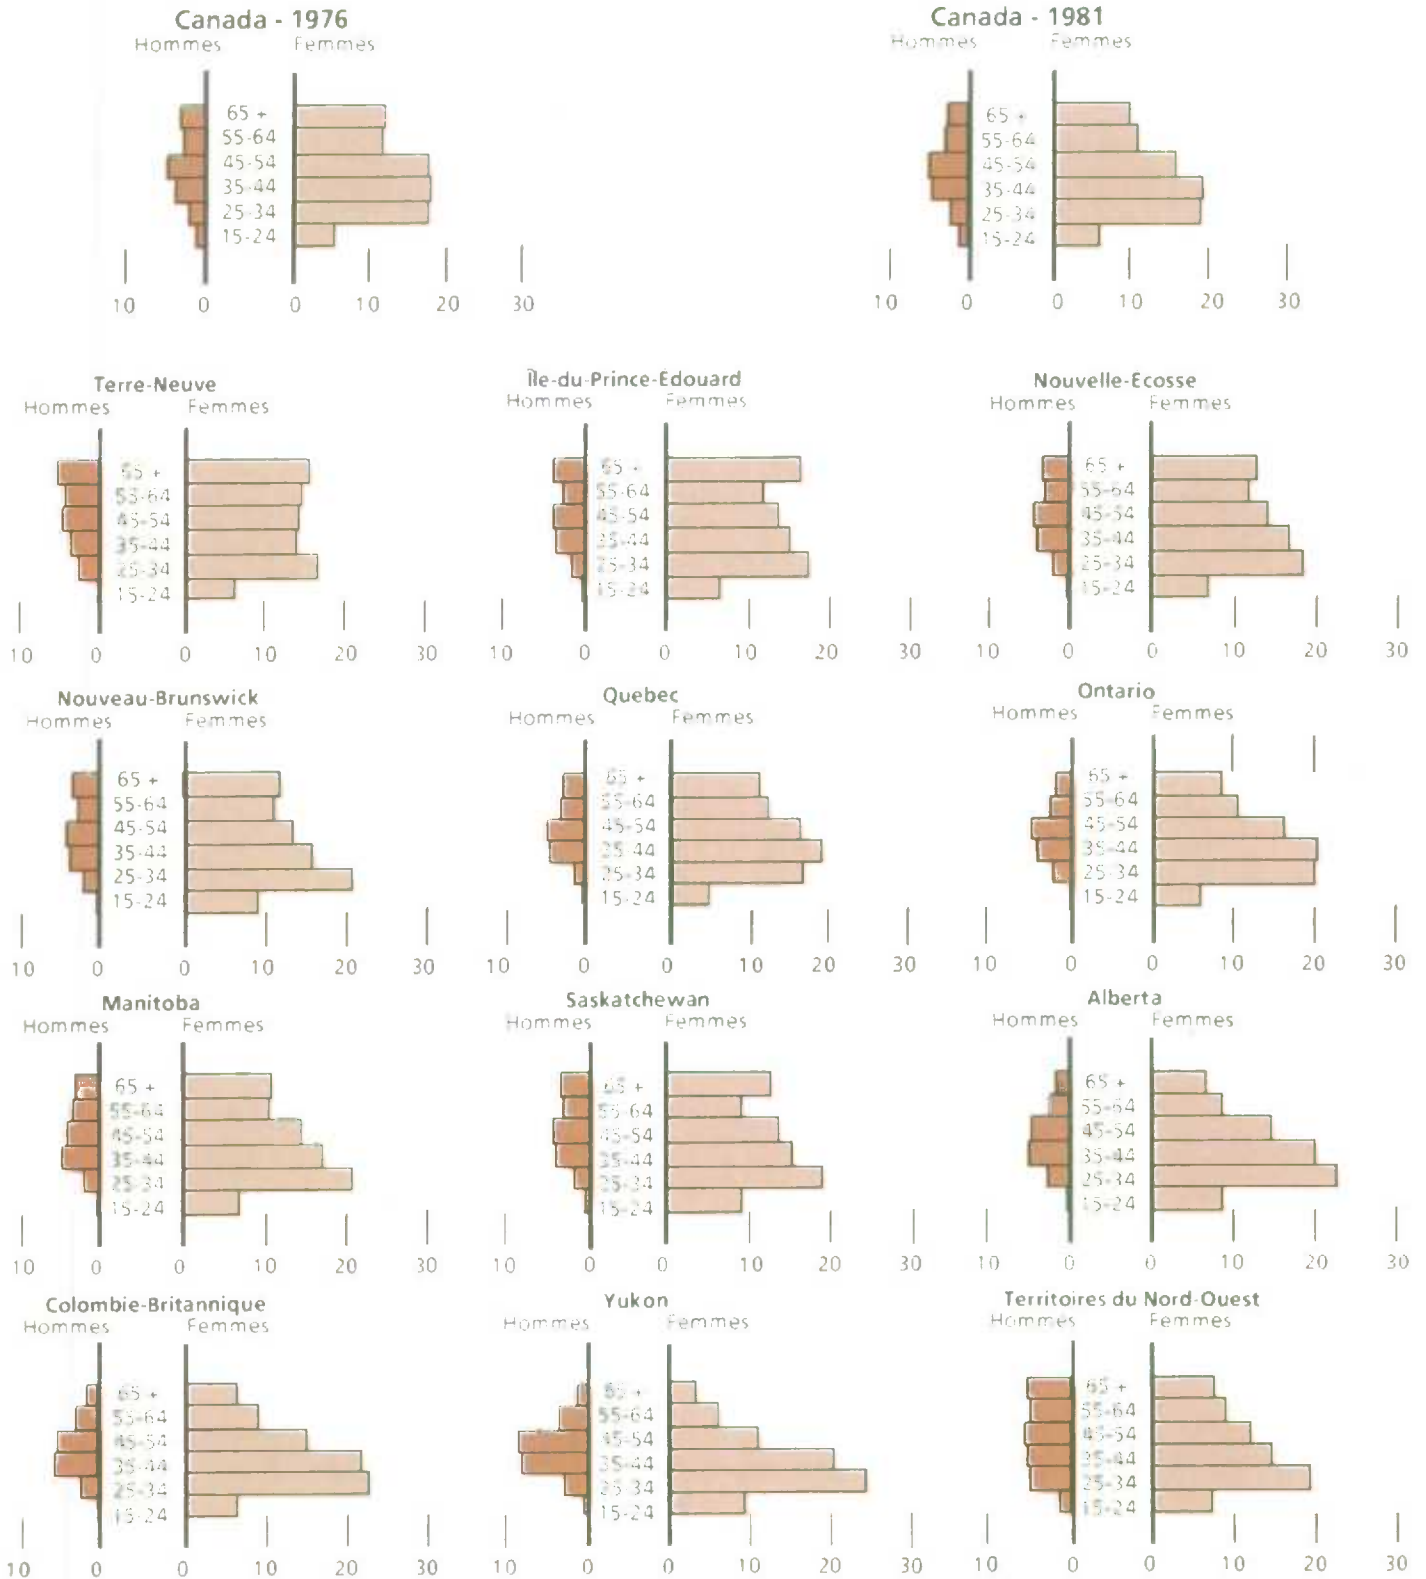 Canada - 1976
Hommes Femmes
65 +
55-64
45-54
35-44
25-34
15-24
10 0 0 10 20 30
Canada - 1981
Hommes Femmes
65 +
55-64
45-54
35-44
25-34
15-24
10 0 0 10 20 30
Terre-Neuve
Hommes Femmes
65 +
55-64
45-54
35-44
25-34
15-24
10 0 0 10 20 30
Île-du-Prince-Edouard
Hommes Femmes
65 +
55-64
45-54
35-44
25-34
15-24
10 0 0 10 20 30
Nouvelle-Ecosse
Hommes Femmes
65 +
55-64
45-54
35-44
25-34
15-24
10 0 0 10 20 30
Nouveau-Brunswick
Hommes Femmes
65 +
55-64
45-54
35-44
25-34
15-24
10 0 0 10 20 30
Quebec
Hommes Femmes
65 +
55-64
45-54
35-44
25-34
15-24
10 0 0 10 20 30
Ontario
Hommes Femmes
65 +
55-64
45-54
35-44
25-34
15-24
10 0 0 10 20 30
Manitoba
Hommes Femmes
65 +
55-64
45-54
35-44
25-34
15-24
10 0 0 10 20 30
Saskatchewan
Hommes Femmes
65 +
55-64
45-54
35-44
25-34
15-24
10 0 0 10 20 30
Alberta
Hommes Femmes
65 +
55-64
45-54
35-44
25-34
15-24
10 0 0 10 20 30
Colombie-Britannique
Hommes Femmes
65 +
55-64
45-54
35-44
25-34
15-24
10 0 0 10 20 30
Yukon
Hommes Femmes
65 +
55-64
45-54
35-44
25-34
15-24
10 0 0 10 20 30
Territoires du Nord-Ouest
Hommes Femmes
65 +
55-64
45-54
35-44
25-34
15-24
10 0 0 10 20 30